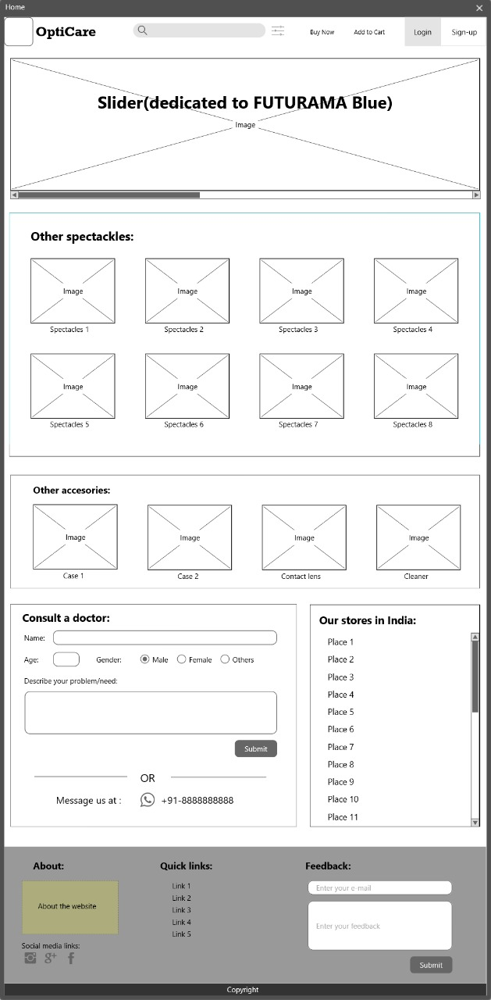 Home
OptiCare
Buy Now
Add to Cart
Login
Sign-up
Slider(dedicated to FUTURAMA Blue)
Image
Other spectackles:
Image Image Image Image
Spectacles 1 Spectacles 2 Spectacles 3 Spectacles 4
Image Image Image Image
Spectacles 5 Spectacles 6 Spectacles 7 Spectacles 8
Other accesories:
Image Image Image Image
Case 1 Case 2 Contact lens Cleaner
Consult a doctor:
Name:
Age: Gender: Male Female Others
Describe your problem/need:
Submit
OR
Message us at : +91-8888888888
Our stores in India:
Place 1
Place 2
Place 3
Place 4
Place 5
Place 6
Place 7
Place 8
Place 9
Place 10
Place 11
About:
About the website
Social media links:
g+ f
Quick links:
Link 1
Link 2
Link 3
Link 4
Link 5
Feedback:
Enter your e-mail
Enter your feedback
Submit
Copyright